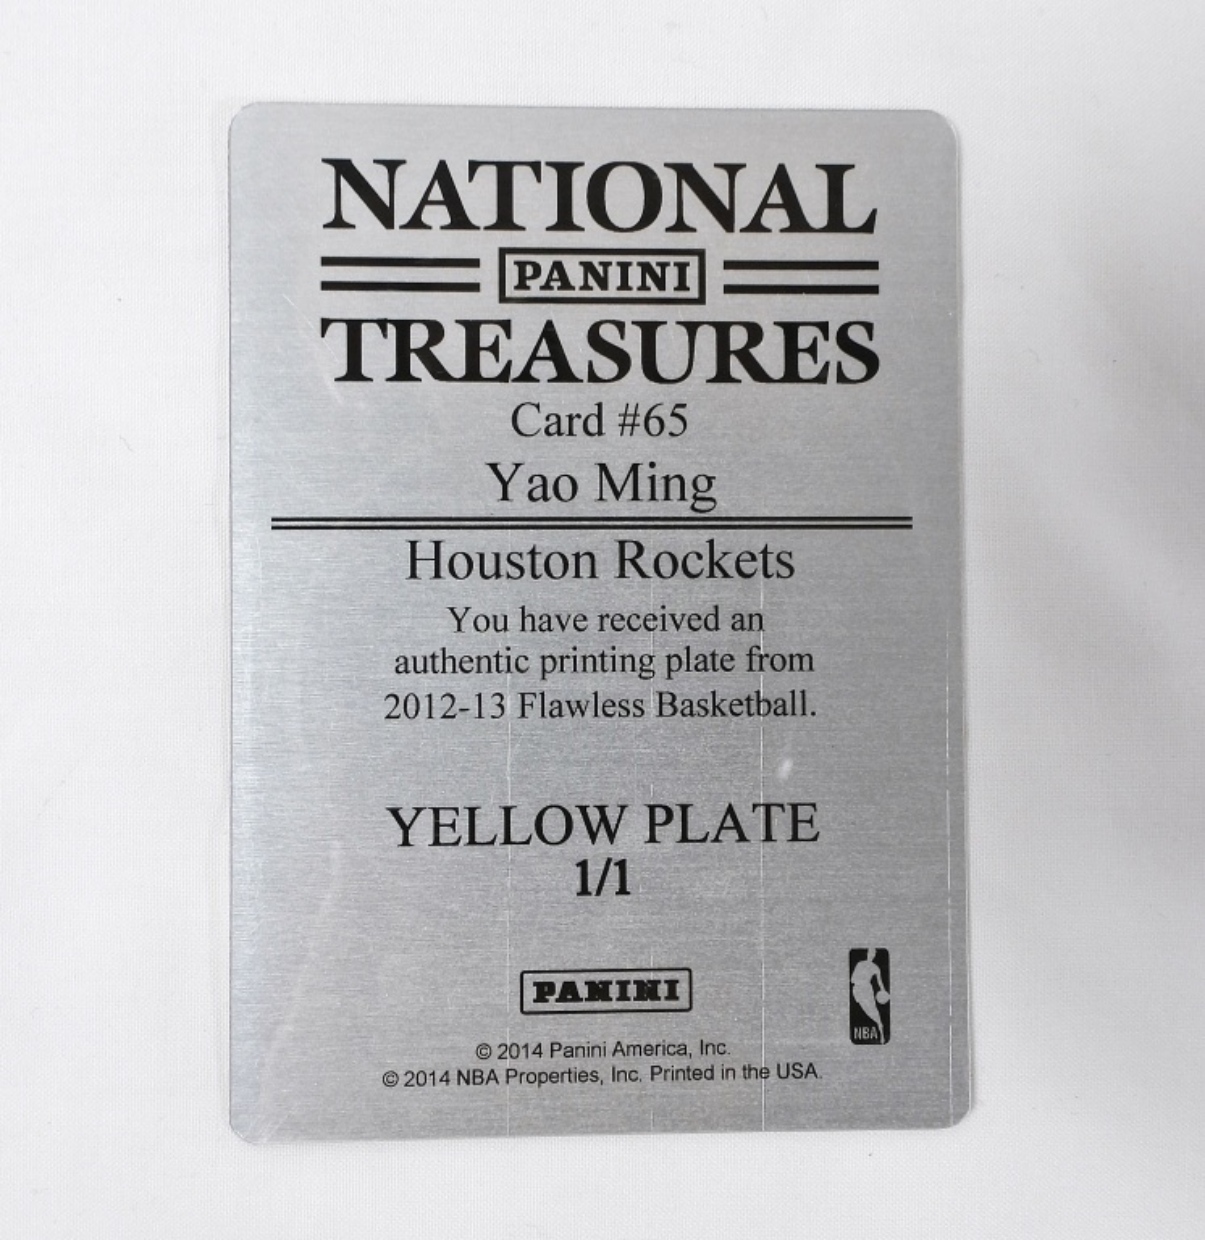 NATIONAL
PANINI
TREASURES
Card #65
Yao Ming
Houston Rockets
You have received an
authentic printing plate from
2012-13 Flawless Basketball.
YELLOW PLATE
1/1
PANINI
NBA
© 2014 Panini America, Inc.
© 2014 NBA Properties, Inc. Printed in the USA.